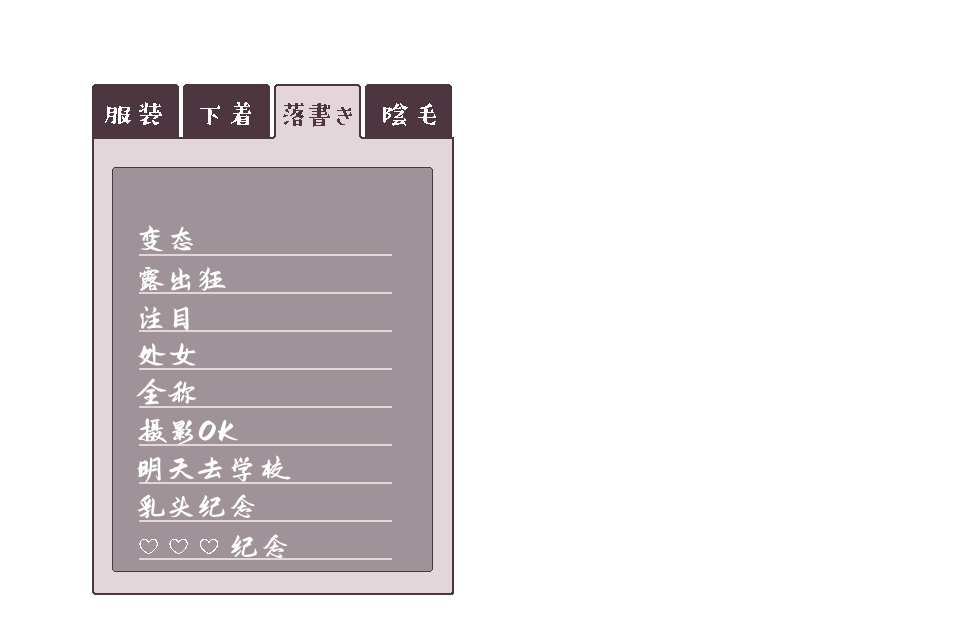 服装 下着 落書き 陰毛
变态
露出狂
注目
处女
全称
摄影OK
明天去学校
乳头纪念
♡♡♡纪念